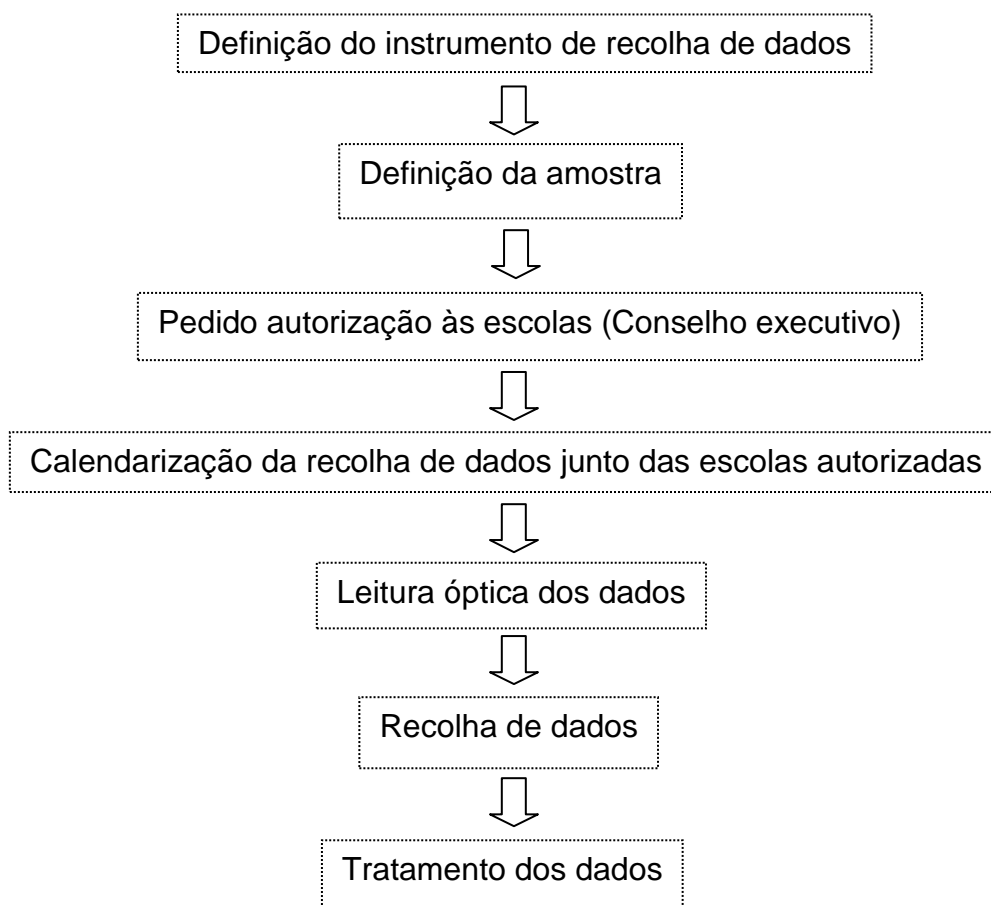 Definição do instrumento de recolha de dados
Definição da amostra
Pedido autorização às escolas (Conselho executivo)
Calendarização da recolha de dados junto das escolas autorizadas
Leitura óptica dos dados
Recolha de dados
Tratamento dos dados